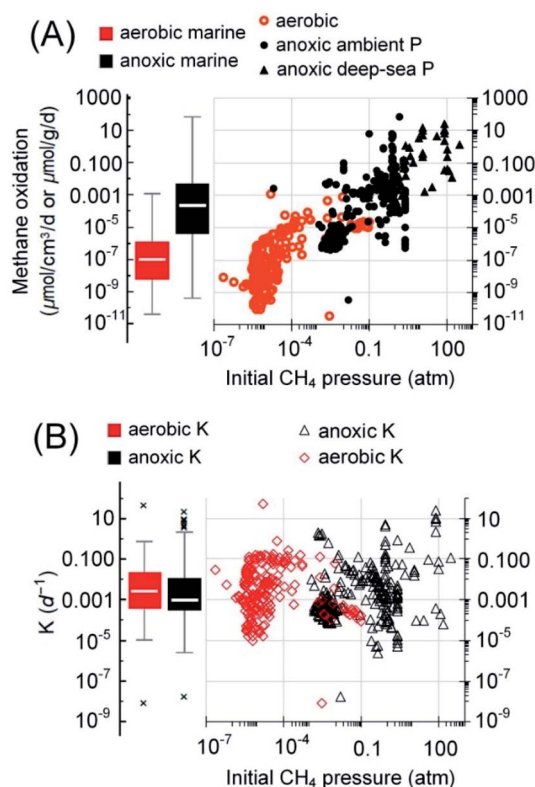 (A)
aerobic marine
anoxic marine
aerobic
anoxic ambient P
anoxic deep-sea P
Methane oxidation
(μmol/cm³/d or μmol/g/d)
1000
10
0.100
0.001
10⁻⁵
10⁻⁷
10⁻⁹
10⁻¹¹
1000
10
0.100
0.001
10⁻⁵
10⁻⁷
10⁻⁹
10⁻¹¹
10⁻⁷ 10⁻⁴ 0.1 100
Initial CH₄ pressure (atm)
(B)
aerobic K
anoxic K
anoxic K
aerobic K
K (d⁻¹)
10
0.100
0.001
10⁻⁵
10⁻⁷
10⁻⁹
10
0.100
0.001
10⁻⁵
10⁻⁷
10⁻⁹
10⁻⁷ 10⁻⁴ 0.1 100
Initial CH₄ pressure (atm)